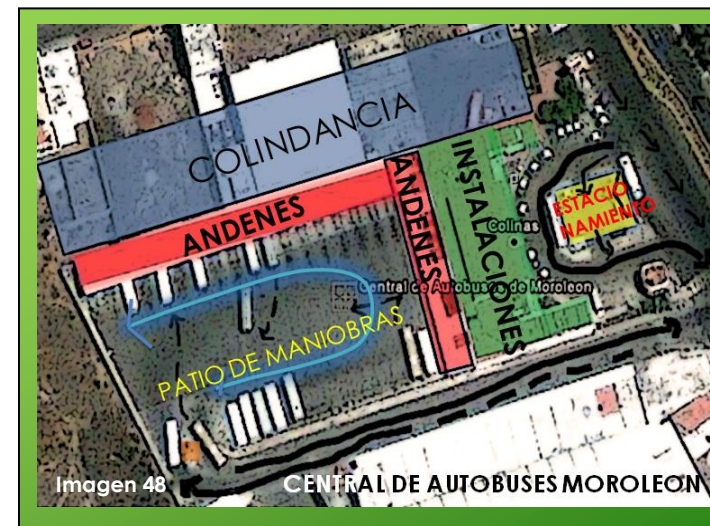 COLINDANCIA
ANDENES
ANDENES
INSTALACIONES
ESTACIO
NAMIENTO
Colinas
Central de Autobuses de Moroleon
PATIO DE MANIOBRAS
Imagen 48
CENTRAL DE AUTOBUSES MOROLEON